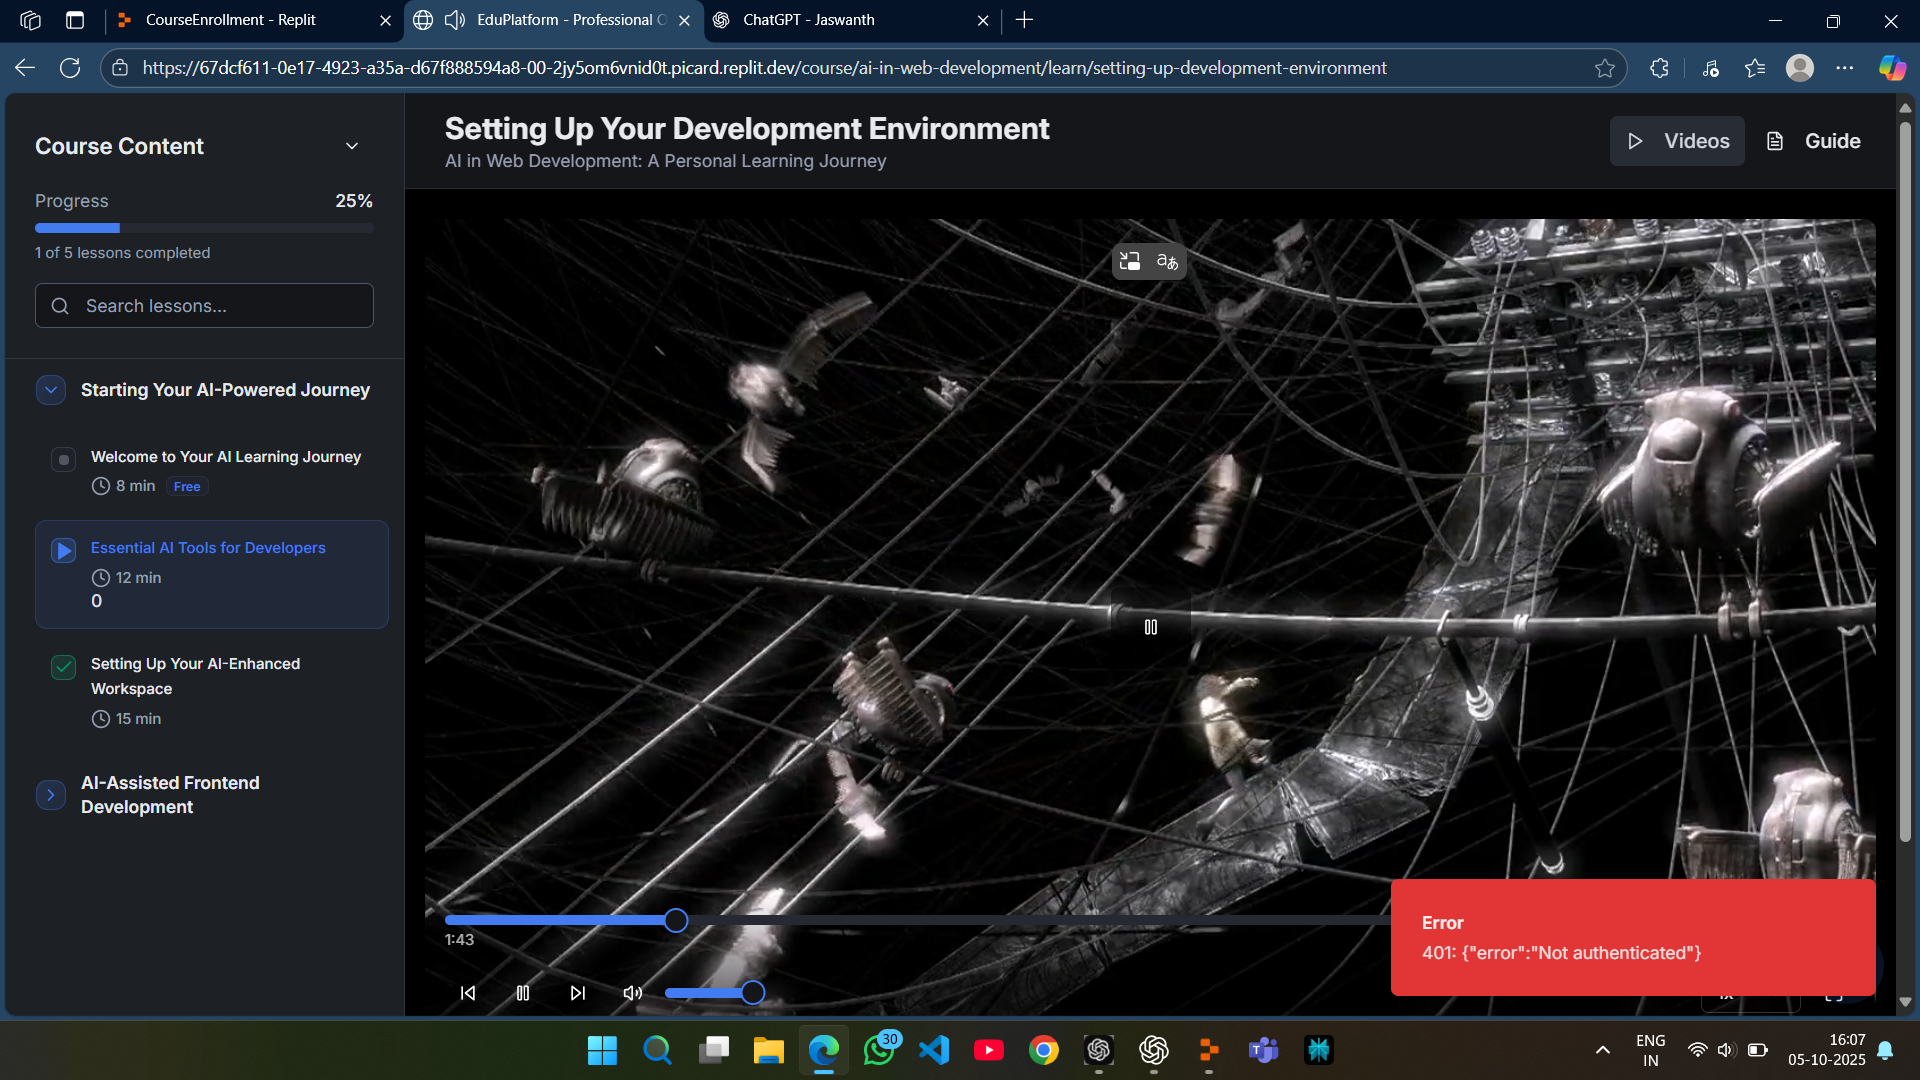 CourseEnrollment - Replit
EduPlatform - Professional O
ChatGPT - Jaswanth
https://67dcf611-0e17-4923-a35a-d67f888594a8-00-2jy5om6vnid0t.picard.replit.dev/course/ai-in-web-development/learn/setting-up-development-environment
Course Content
Progress
25%
1 of 5 lessons completed
Search lessons...
Starting Your AI-Powered Journey
Welcome to Your AI Learning Journey
8 min
Free
Essential AI Tools for Developers
12 min
0
Setting Up Your AI-Enhanced
Workspace
15 min
AI-Assisted Frontend
Development
Setting Up Your Development Environment
AI in Web Development: A Personal Learning Journey
Videos
Guide
aあ
1:43
Error
401: {"error":"Not authenticated"}
1x
30
T
ENG
IN
16:07
05-10-2025